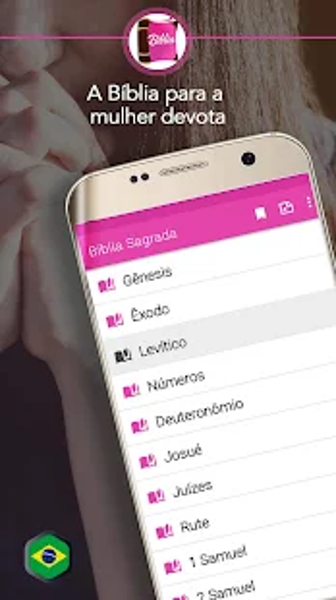 Bíblia
A Bíblia para a
mulher devota
Bíblia Sagrada
Gênesis
Êxodo
Levítico
Números
Deuteronômio
Josué
Juízes
Rute
1 Samuel
2 Samuel